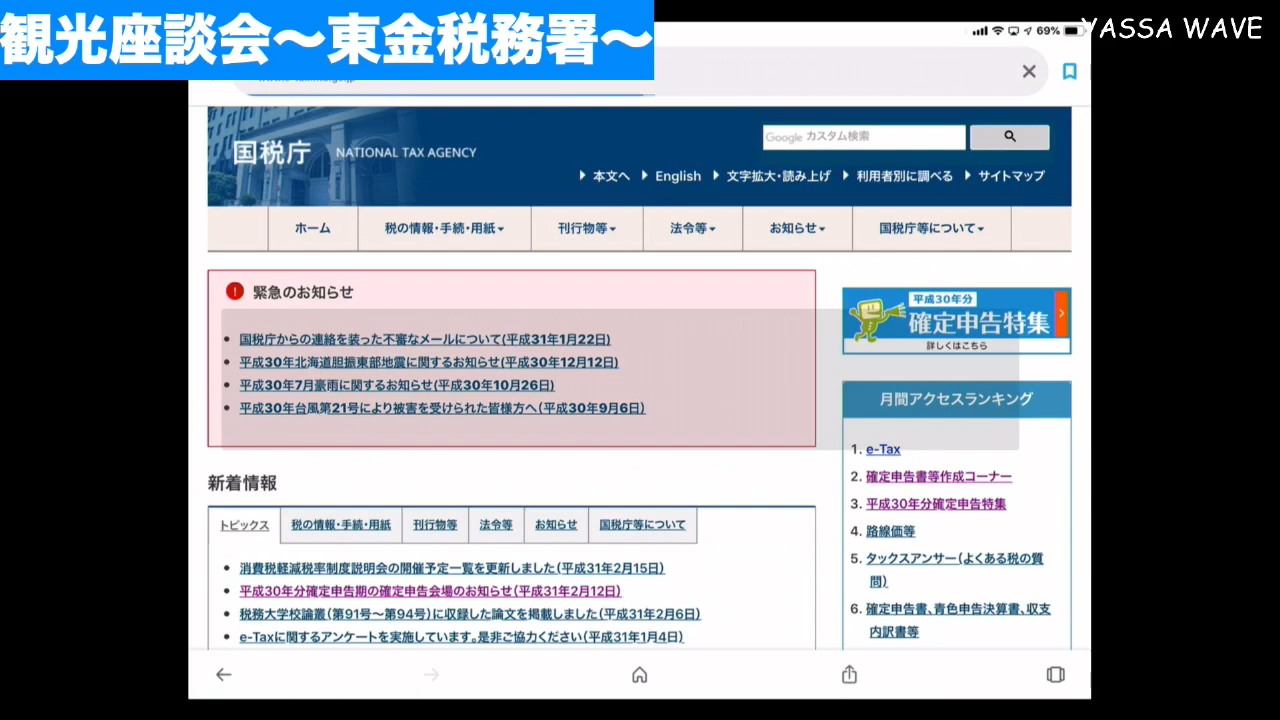 観光座談会～東金税務署～
69%
YASSA WAVE
国税庁 NATIONAL TAX AGENCY
Google カスタム検索
本文へ English 文字拡大・読み上げ 利用者別に調べる サイトマップ
ホーム 税の情報・手続・用紙 刊行物等 法令等 お知らせ 国税庁等について
緊急のお知らせ
国税庁からの連絡を装った不審なメールについて(平成31年1月22日)
平成30年北海道胆振東部地震に関するお知らせ(平成30年12月12日)
平成30年7月豪雨に関するお知らせ(平成30年10月26日)
平成30年台風第21号により被害を受けられた皆様方へ(平成30年9月6日)
平成30年分
確定申告特集
詳しくはこちら
月間アクセスランキング
1. e-Tax
2. 確定申告書等作成コーナー
3. 平成30年分確定申告特集
4. 路線価等
5. タックスアンサー(よくある税の質
問)
6. 確定申告書、青色申告決算書、収支
内訳書等
新着情報
トピックス 税の情報・手続・用紙 刊行物等 法令等 お知らせ 国税庁等について
消費税軽減税率制度説明会の開催予定一覧を更新しました(平成31年2月15日)
平成30年分確定申告期の確定申告会場のお知らせ(平成31年2月12日)
税務大学校論叢(第91号～第94号)に収録した論文を掲載しました(平成31年2月6日)
e-Taxに関するアンケートを実施しています。是非ご協力ください(平成31年1月4日)